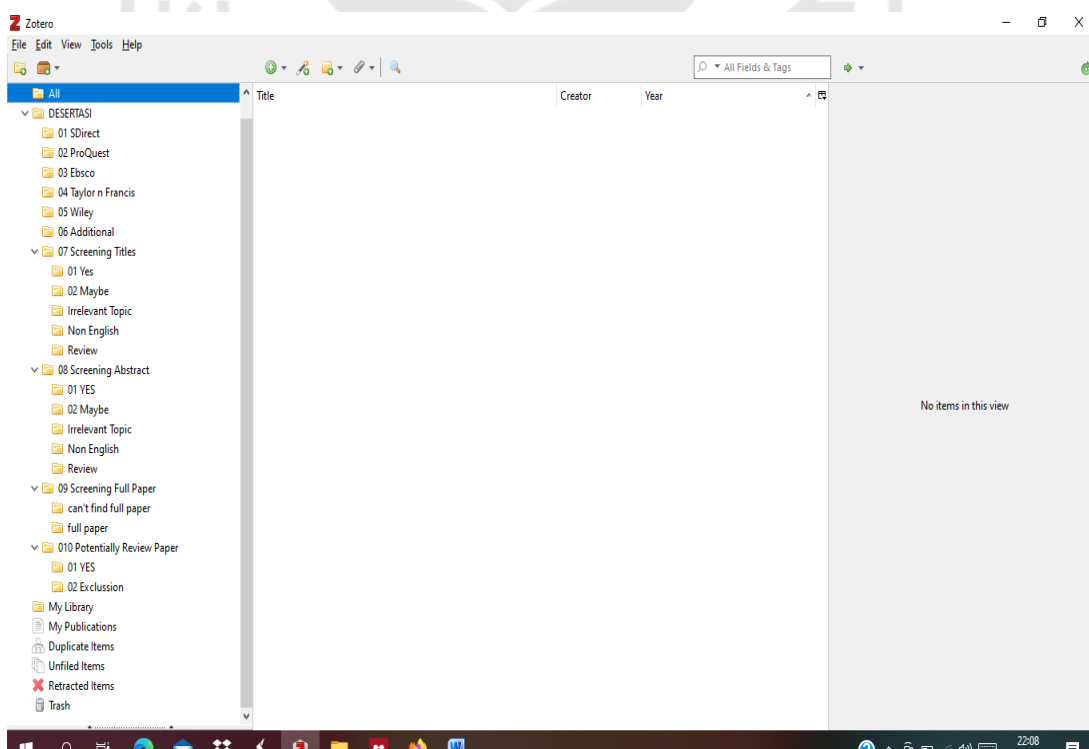 Zotero
File Edit View Tools Help
All Fields & Tags
All
Title Creator Year
DESERTASI
01 SDirect
02 ProQuest
03 Ebsco
04 Taylor n Francis
05 Wiley
06 Additional
07 Screening Titles
01 Yes
02 Maybe
Irrelevant Topic
Non English
Review
08 Screening Abstract
01 YES
02 Maybe
Irrelevant Topic
Non English
Review
09 Screening Full Paper
can't find full paper
full paper
010 Potentially Review Paper
01 YES
02 Exclussion
My Library
My Publications
Duplicate Items
Unfiled Items
Retracted Items
Trash
No items in this view
22:08